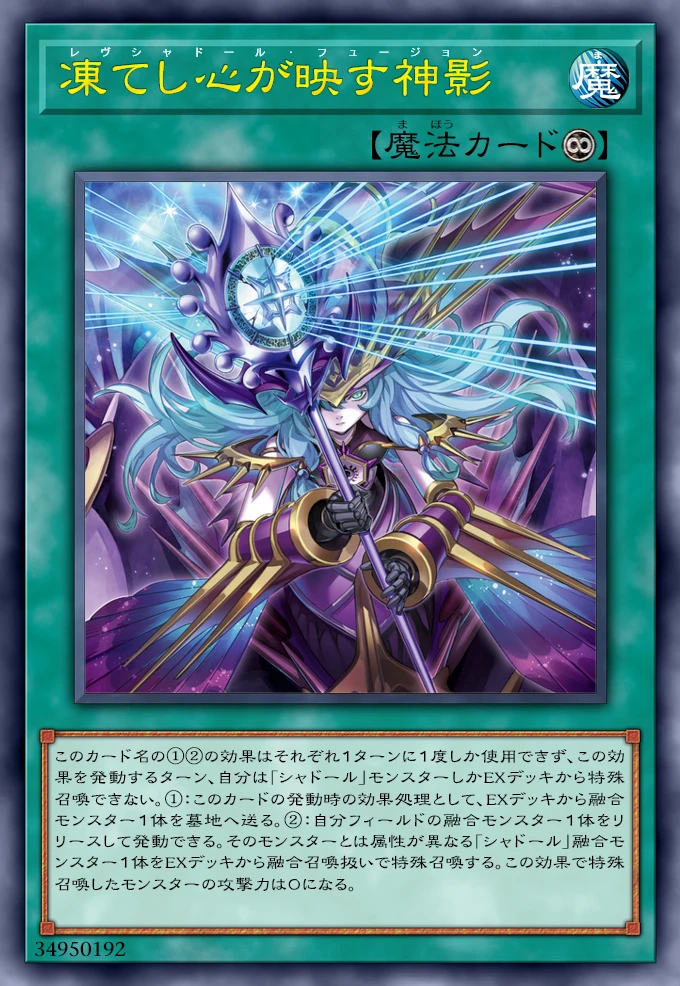 レヴシャドール・フュージョン
凍てし心が映す神影
ま
魔
ま ほう
【魔法カード♾】
このカード名の①②の効果はそれぞれ1ターンに1度しか使用できず、この効
果を発動するターン、自分は「シャドール」モンスターしかEXデッキから特殊
召喚できない。①：このカードの発動時の効果処理として、EXデッキから融合
モンスター1体を墓地へ送る。②：自分フィールドの融合モンスター1体をリ
リースして発動できる。そのモンスターとは属性が異なる「シャドール」融合モ
ンスター1体をEXデッキから融合召喚扱いで特殊召喚する。この効果で特殊
召喚したモンスターの攻撃力は0になる。
34950192